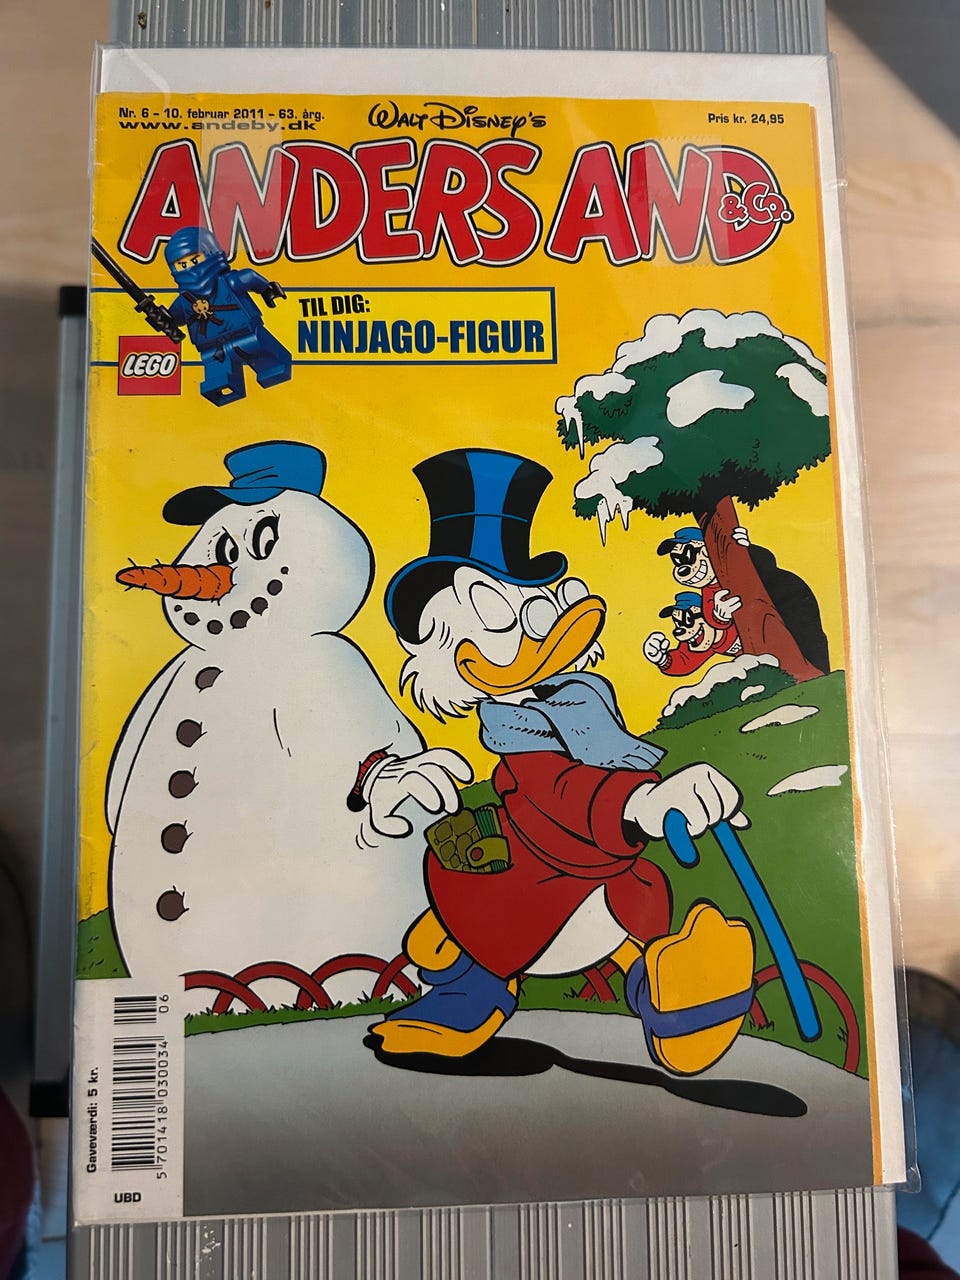 Nr. 6 - 10. februar 2011 - 63. årg.
www.andeby.dk
Walt Disney's
Pris kr. 24,95
ANDERS AND
& Co.
TIL DIG:
NINJAGO-FIGUR
LEGO
Gaveværdi: 5 kr.
06
5 701418 030034
UBD